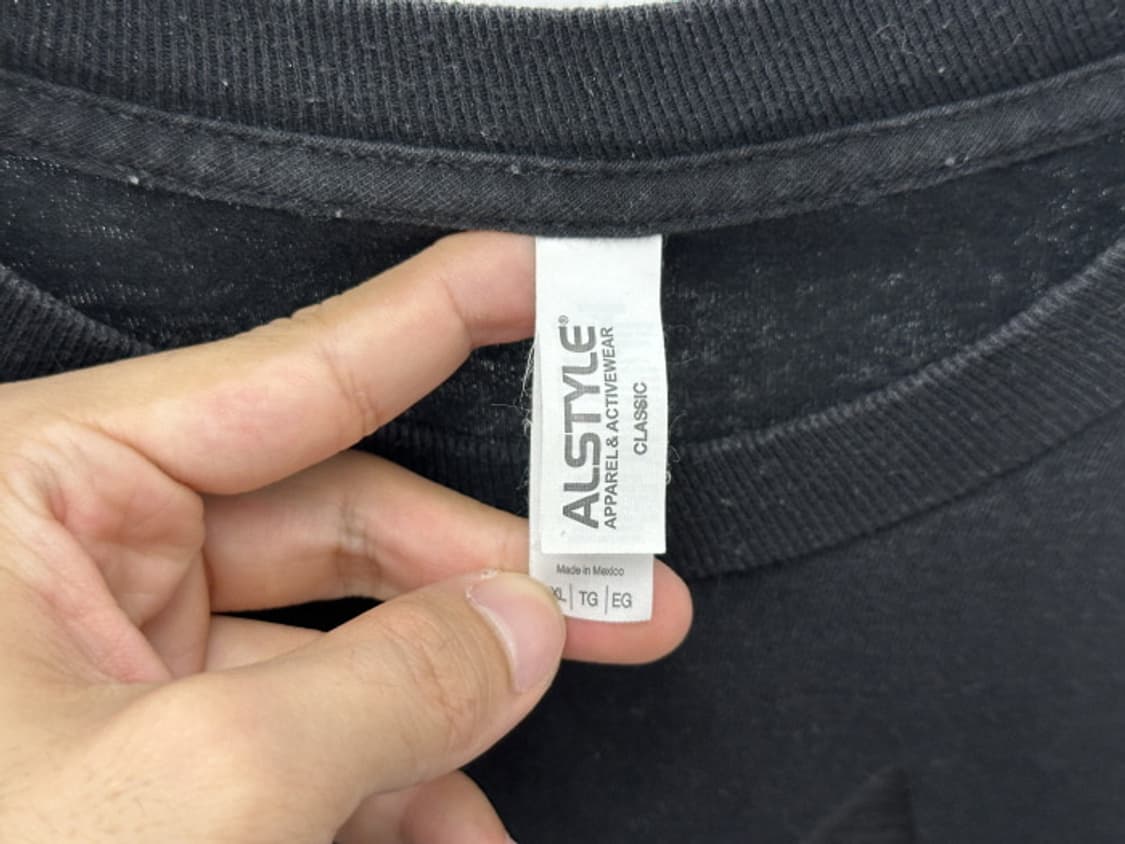 ALSTYLE®
APPAREL & ACTIVEWEAR
CLASSIC
Made in Mexico
TG | EG